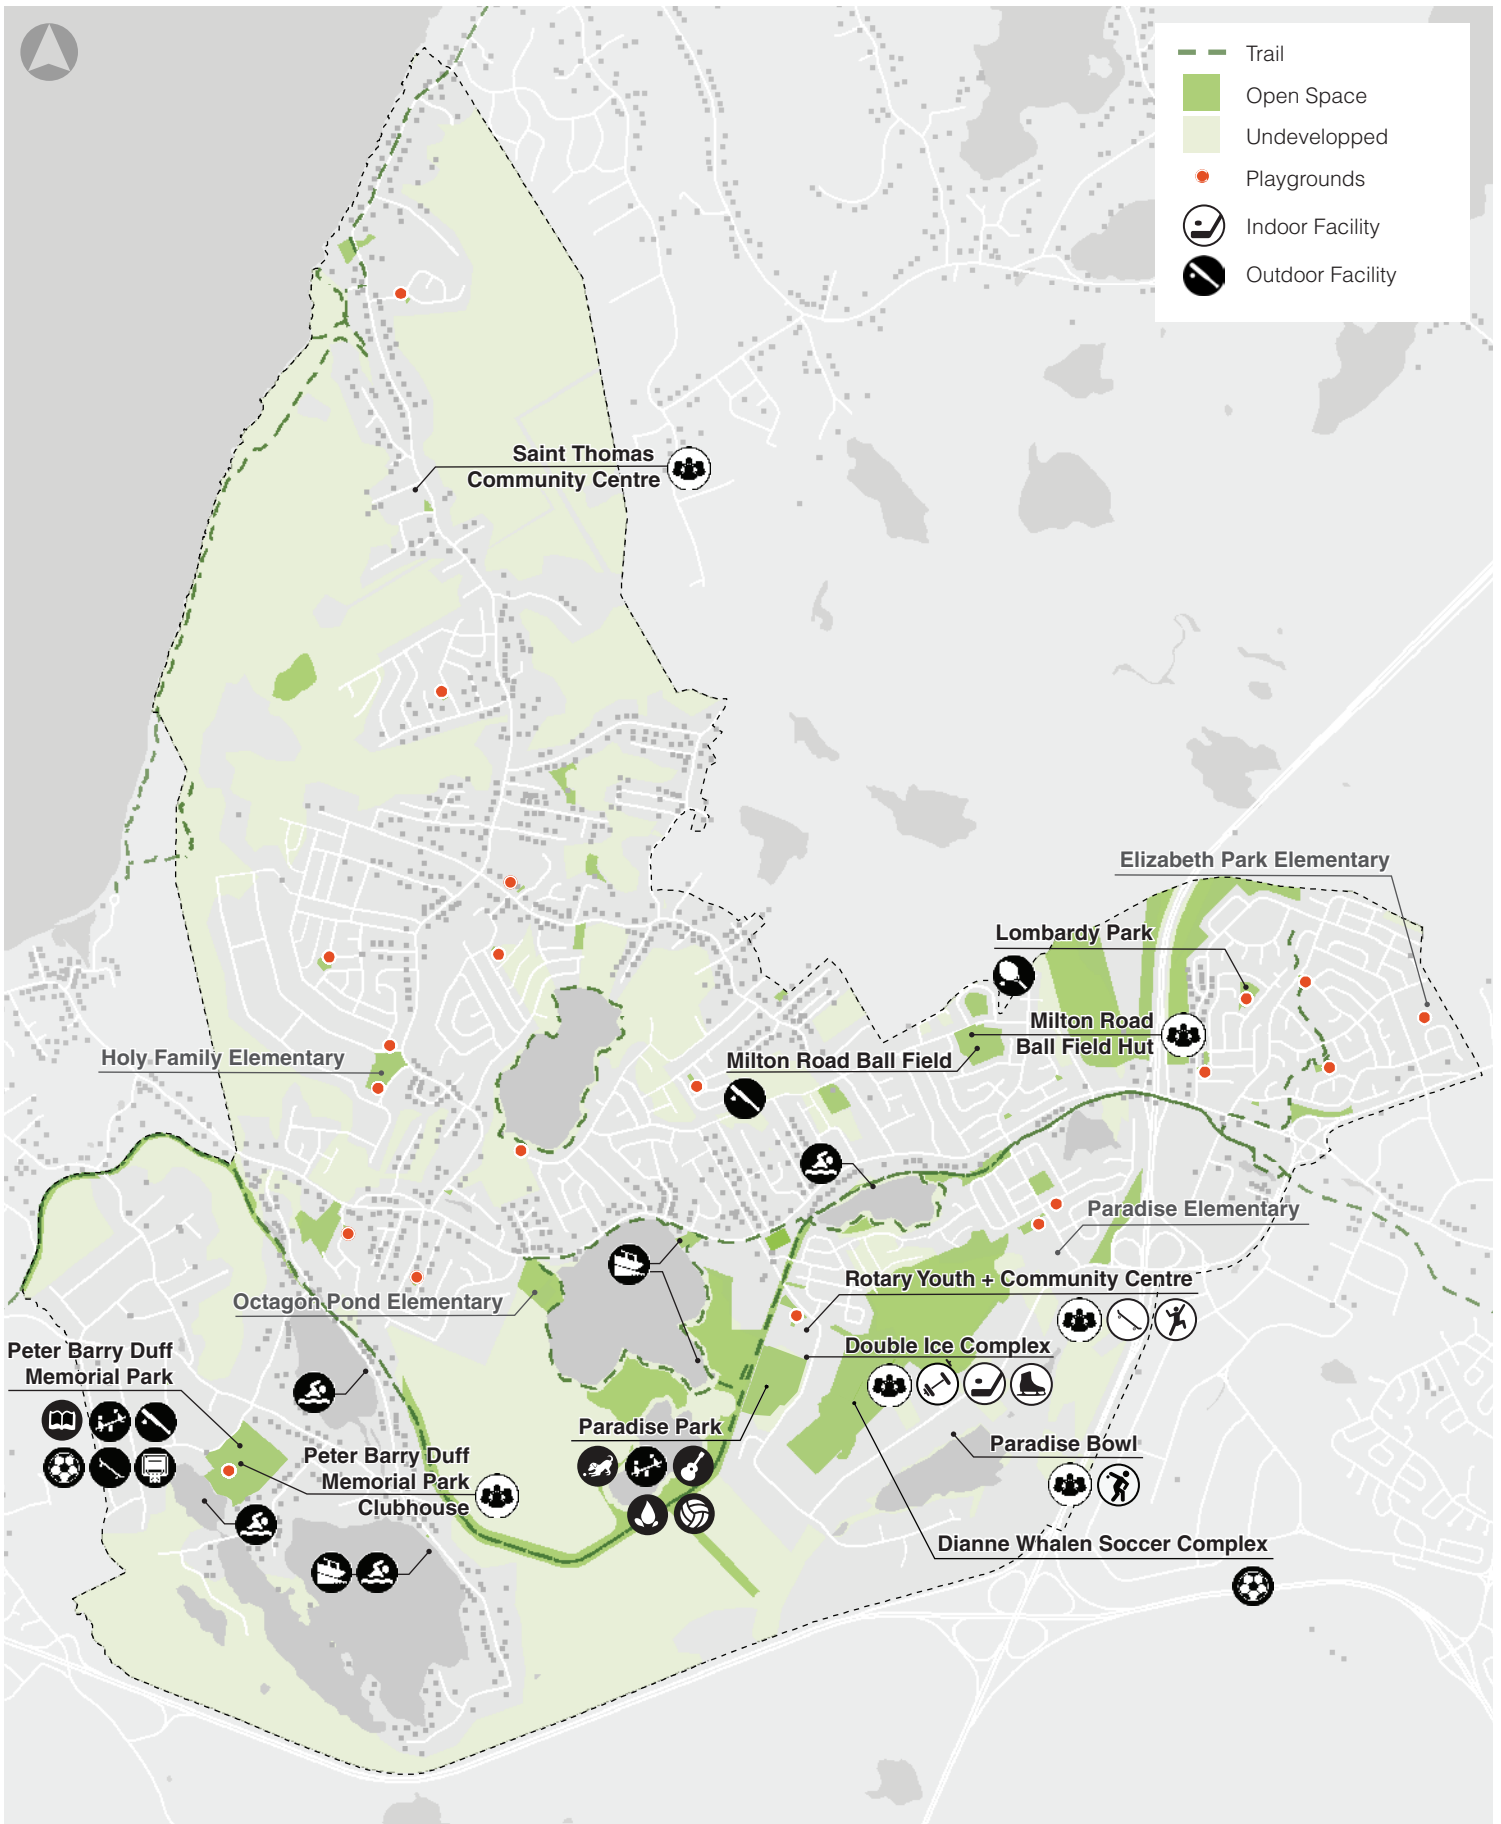 Trail
Open Space
Undevelopped
Playgrounds
Indoor Facility
Outdoor Facility
Saint Thomas
Community Centre
Elizabeth Park Elementary
Lombardy Park
Milton Road
Ball Field Hut
Milton Road Ball Field
Holy Family Elementary
Paradise Elementary
Rotary Youth + Community Centre
Octagon Pond Elementary
Double Ice Complex
Peter Barry Duff
Memorial Park
Paradise Park
Paradise Bowl
Peter Barry Duff
Memorial Park
Clubhouse
Dianne Whalen Soccer Complex